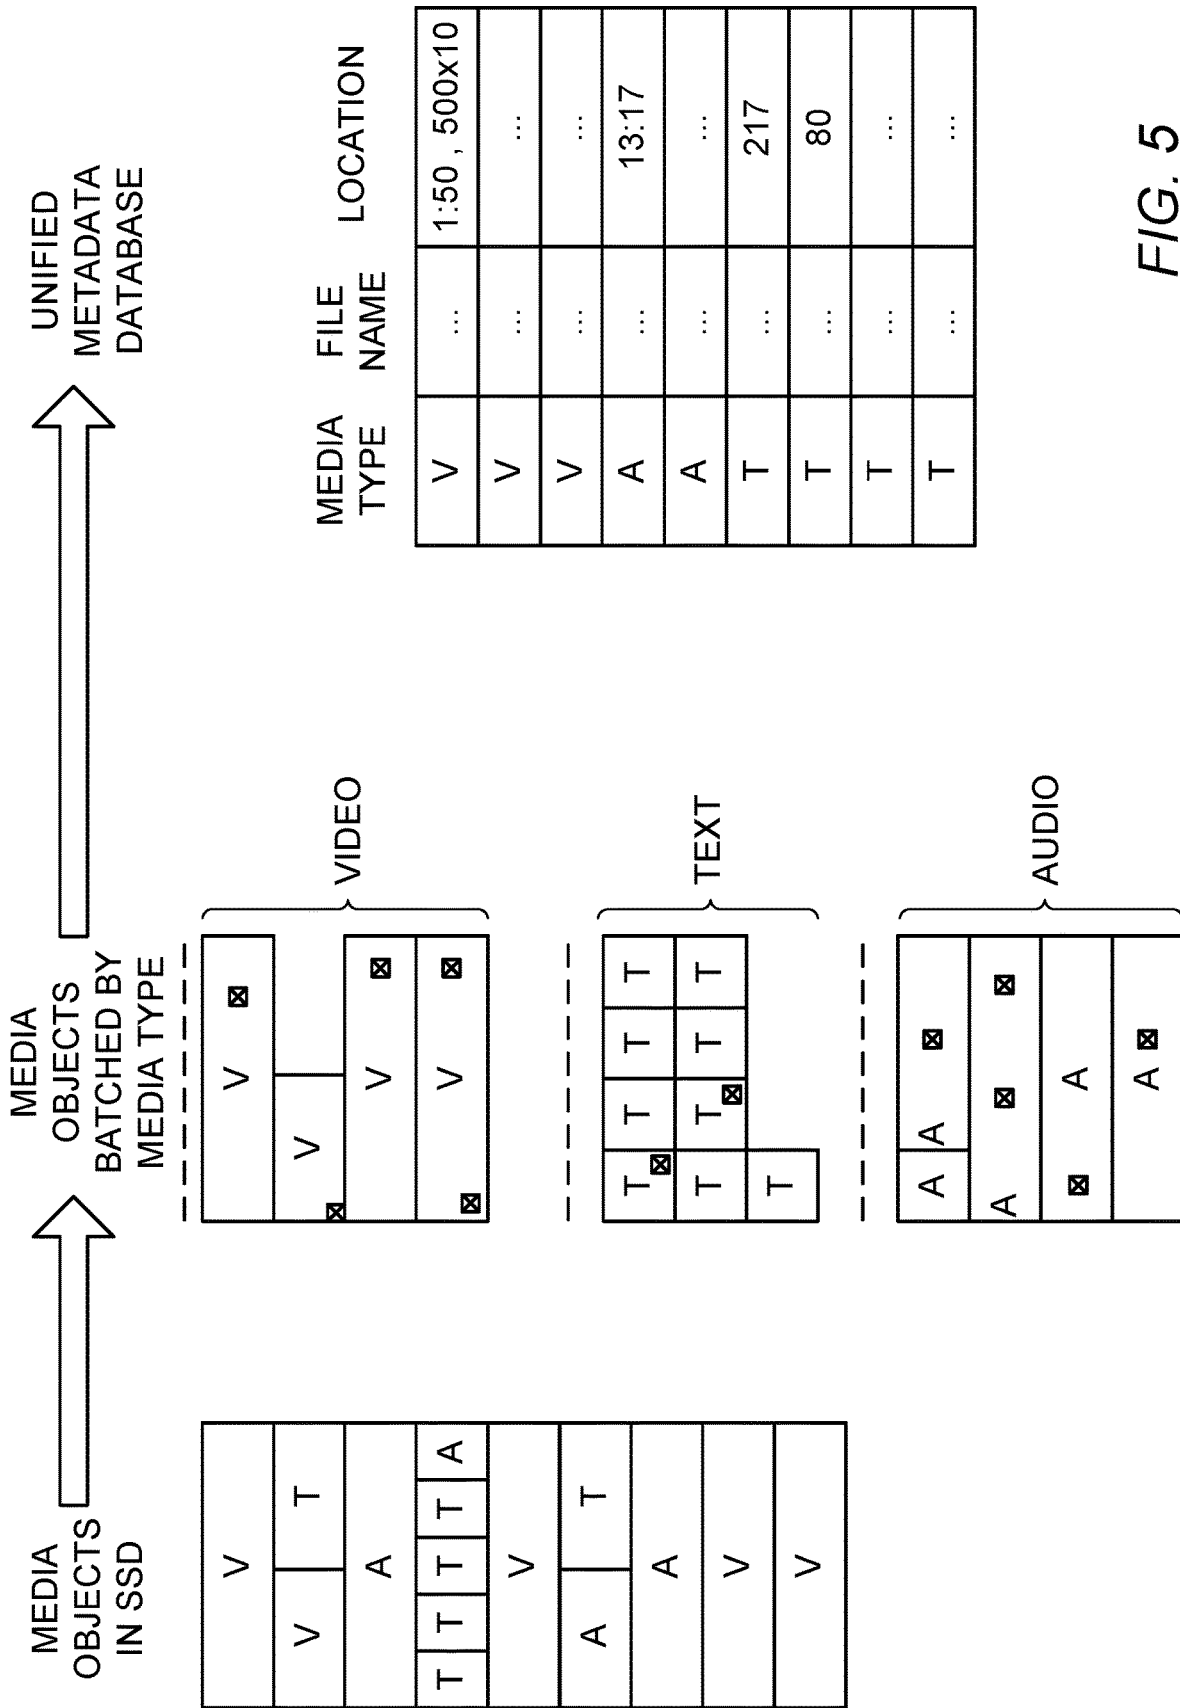 MEDIA
OBJECTS
IN SSD
MEDIA
OBJECTS
BATCHED BY
MEDIA TYPE
UNIFIED
METADATA
DATABASE
V
V T
A
T T T T A
V
A T
A
V
V
V
V
V
V
VIDEO
T T T T
T T T T
T
TEXT
A A
A
A
A
AUDIO
MEDIA
TYPE
FILE
NAME
LOCATION
V ... 1:50 , 500x10
V ... ...
V ... ...
A ... 13:17
A ... ...
T ... 217
T ... 80
T ... ...
T ... ...
FIG. 5